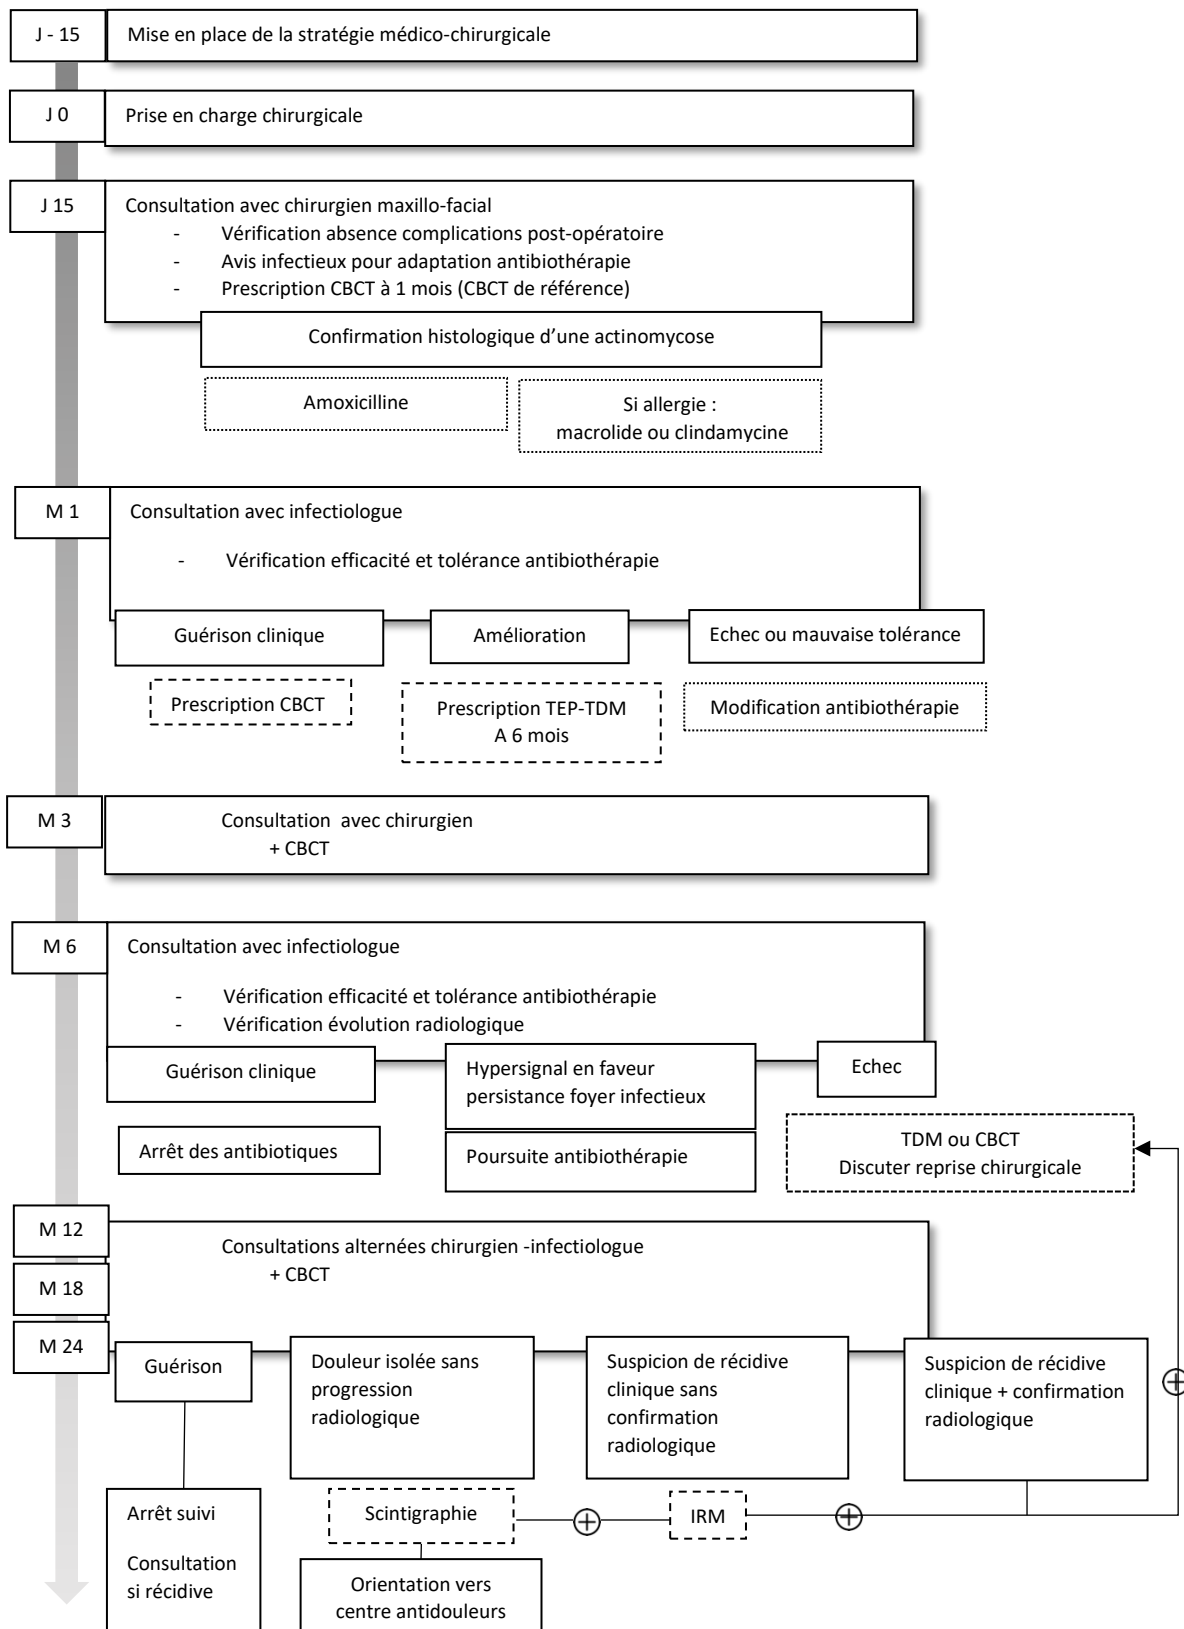 J - 15
Mise en place de la stratégie médico-chirurgicale
J 0
Prise en charge chirurgicale
J 15
Consultation avec chirurgien maxillo-facial
- Vérification absence complications post-opératoire
- Avis infectieux pour adaptation antibiothérapie
- Prescription CBCT à 1 mois (CBCT de référence)
Confirmation histologique d’une actinomycose
Amoxicilline
Si allergie :
macrolide ou clindamycine
M 1
Consultation avec infectiologue
- Vérification efficacité et tolérance antibiothérapie
Guérison clinique
Amélioration
Echec ou mauvaise tolérance
Prescription CBCT
Prescription TEP-TDM
A 6 mois
Modification antibiothérapie
M 3
Consultation avec chirurgien
+ CBCT
M 6
Consultation avec infectiologue
- Vérification efficacité et tolérance antibiothérapie
- Vérification évolution radiologique
Guérison clinique
Hypersignal en faveur
persistance foyer infectieux
Echec
Arrêt des antibiotiques
Poursuite antibiothérapie
TDM ou CBCT
Discuter reprise chirurgicale
M 12
M 18
M 24
Consultations alternées chirurgien -infectiologue
+ CBCT
Guérison
Douleur isolée sans
progression
radiologique
Suspicion de récidive
clinique sans
confirmation
radiologique
Suspicion de récidive
clinique + confirmation
radiologique
+
Arrêt suivi
Consultation
si récidive
Scintigraphie
+
IRM
+
Orientation vers
centre antidouleurs